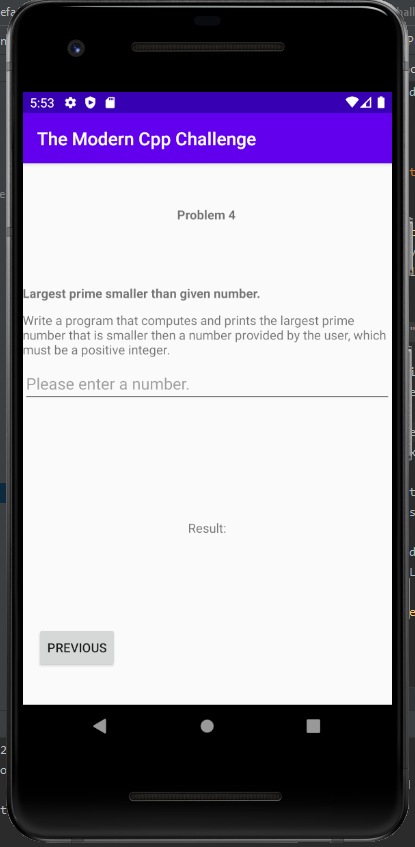 5:53
The Modern Cpp Challenge
Problem 4
Largest prime smaller than given number.
Write a program that computes and prints the largest prime
number that is smaller then a number provided by the user, which
must be a positive integer.
Please enter a number.
Result:
PREVIOUS